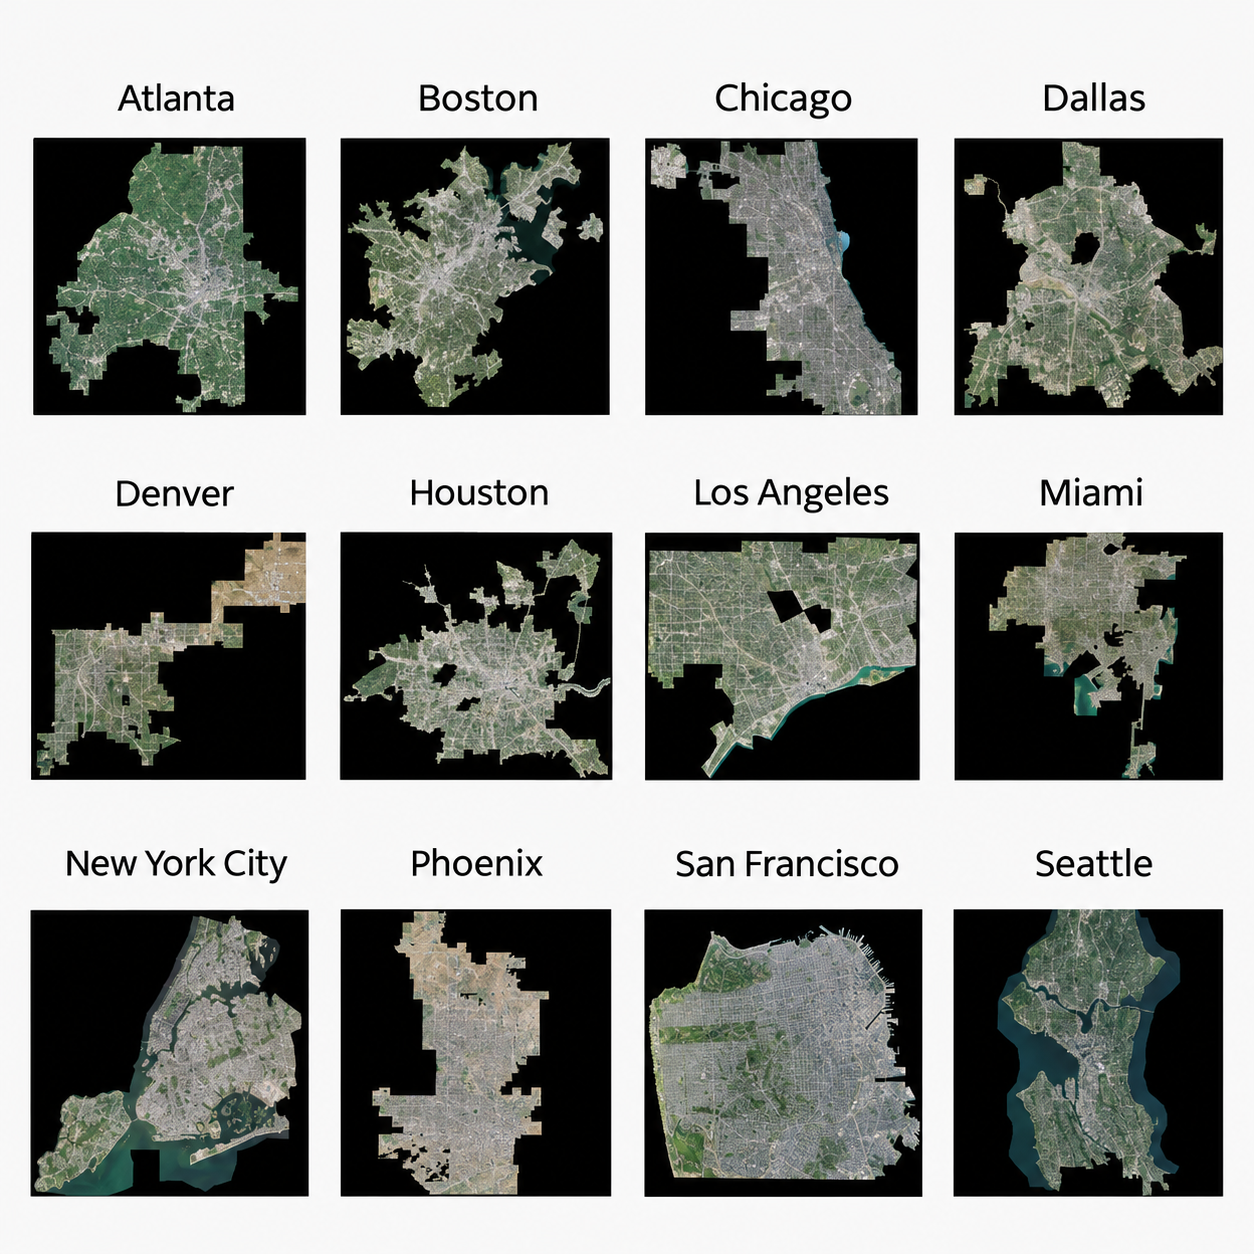 Atlanta
Boston
Chicago
Dallas
Denver
Houston
Los Angeles
Miami
New York City
Phoenix
San Francisco
Seattle